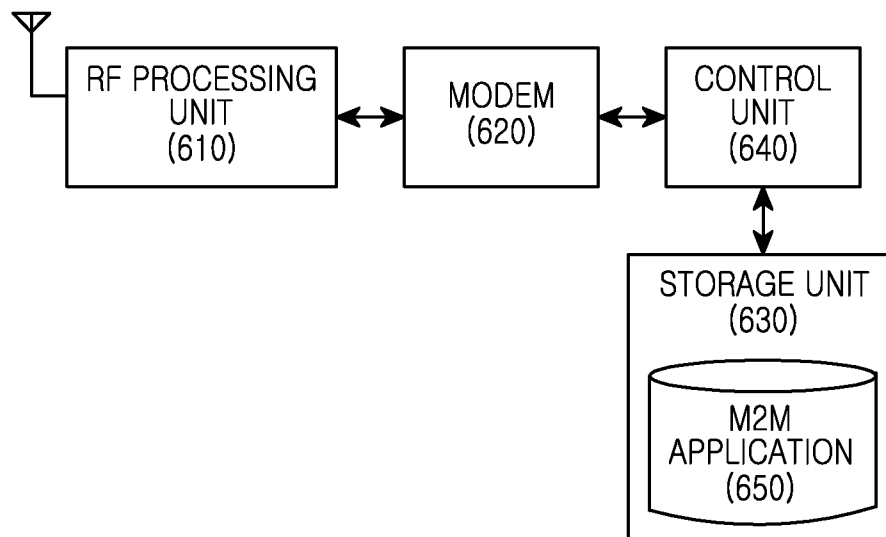 RF PROCESSING
UNIT
(610)
MODEM
(620)
CONTROL
UNIT
(640)
STORAGE UNIT
(630)
M2M
APPLICATION
(650)